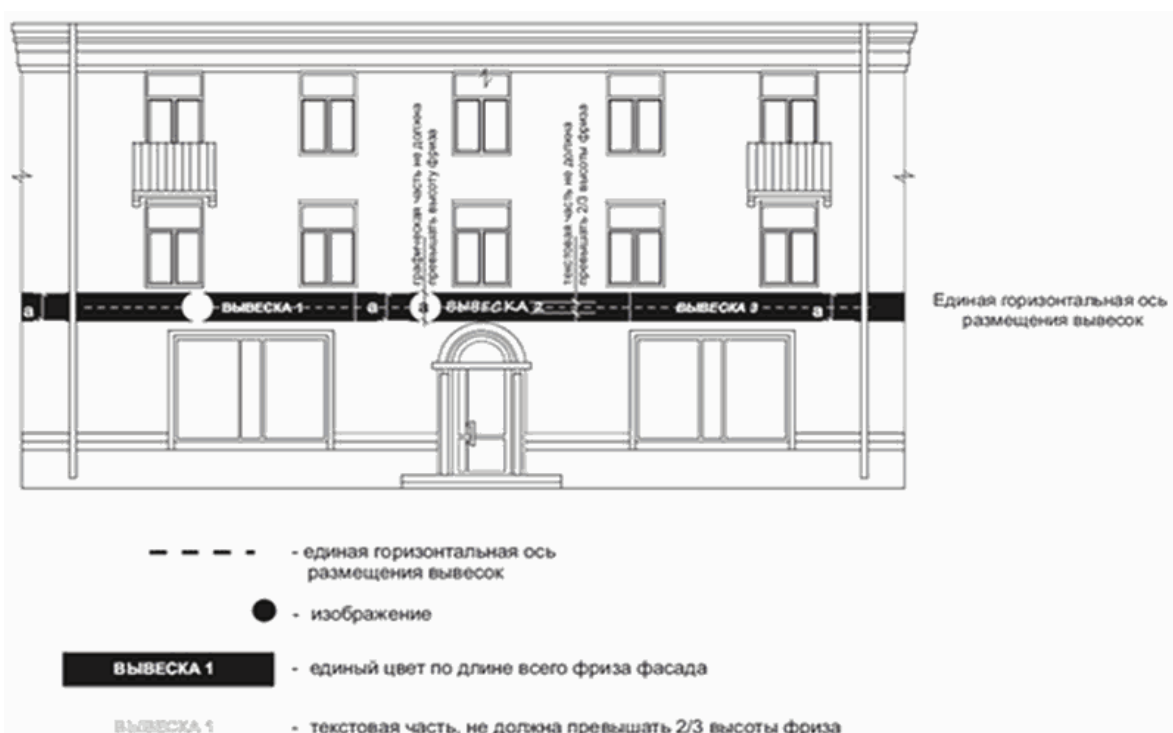 графическая часть не должна
превышать высоту фриза
текстовая часть не должна
превышать 2/3 высоты фриза
а
ВЫВЕСКА 1
а
а
ВЫВЕСКА 2
ВЫВЕСКА 3
а
Единая горизонтальная ось
размещения вывесок
- единая горизонтальная ось
размещения вывесок
- изображение
ВЫВЕСКА 1 - единый цвет по длине всего фриза фасада
ВЫВЕСКА 1 - текстовая часть, не должна превышать 2/3 высоты фриза